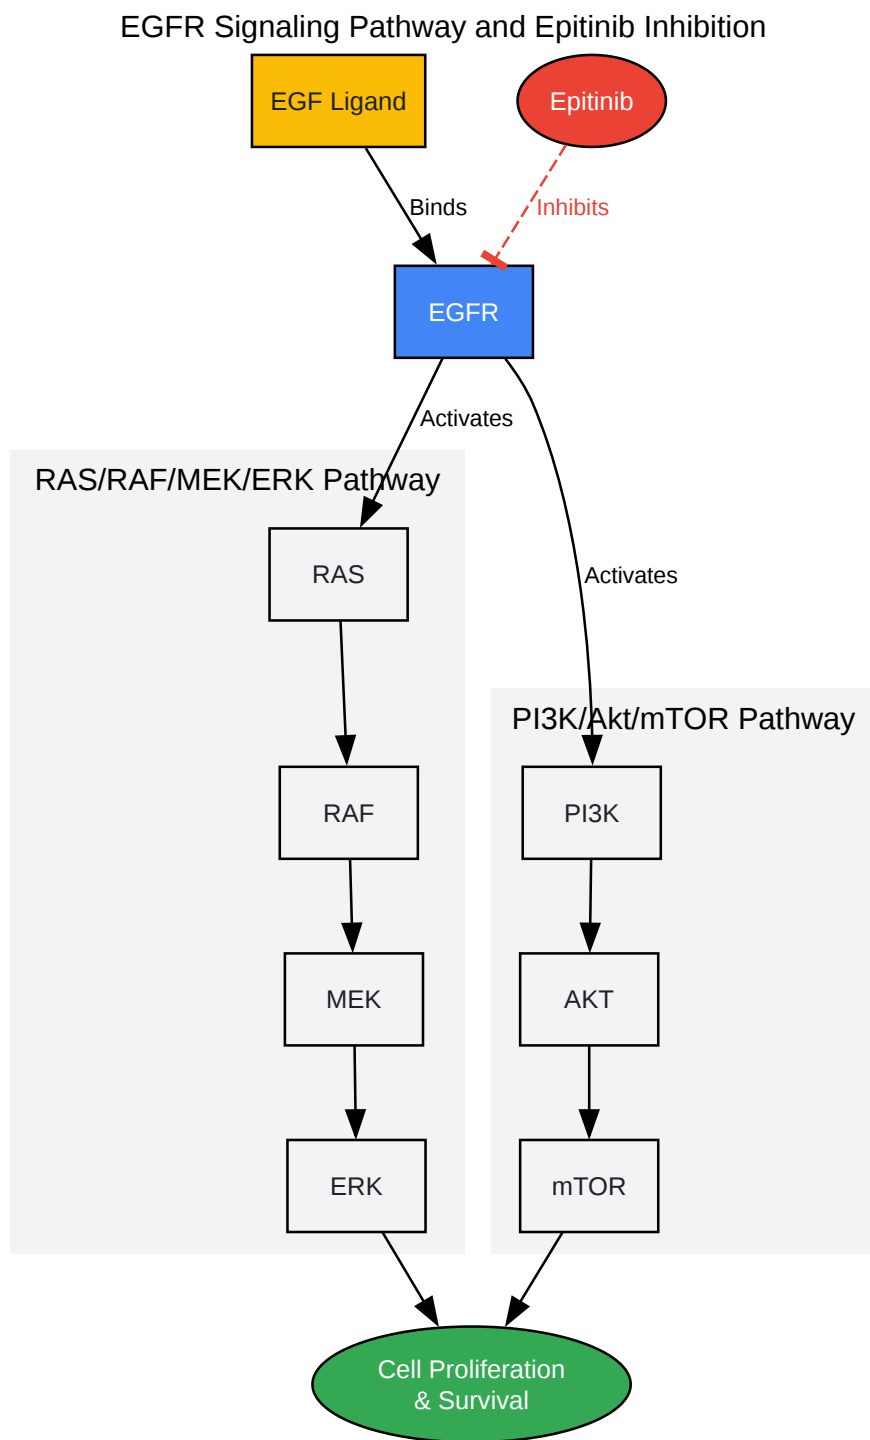 EGFR Signaling Pathway and Epitinib Inhibition
EGF Ligand
Epitinib
Binds
Inhibits
EGFR
Activates
RAS/RAF/MEK/ERK Pathway
RAS
Activates
PI3K/Akt/mTOR Pathway
RAF
PI3K
MEK
AKT
ERK
mTOR
Cell Proliferation
& Survival